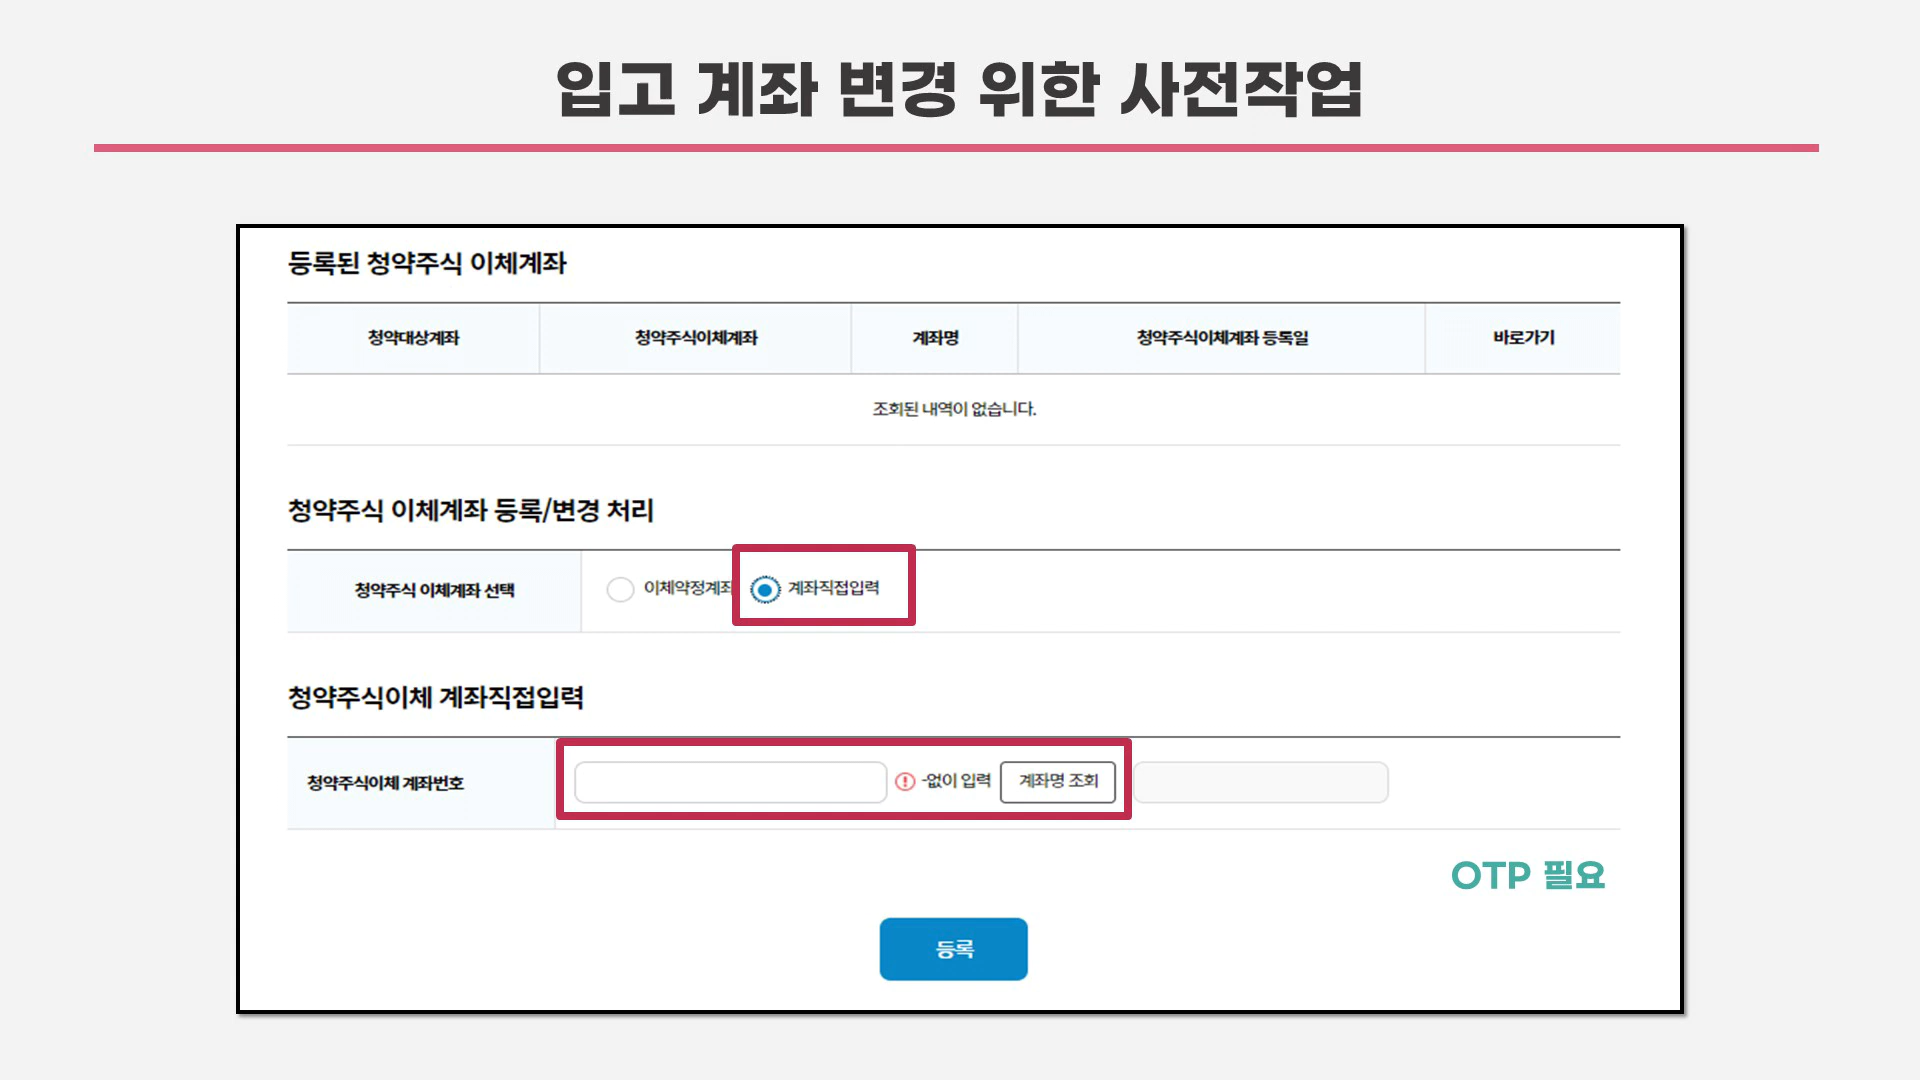 입고 계좌 변경 위한 사전작업
등록된 청약주식 이체계좌
청약대상계좌 청약주식이체계좌 계좌명 청약주식이체계좌 등록일 바로가기
조회된 내역이 없습니다.
청약주식 이체계좌 등록/변경 처리
청약주식 이체계좌 선택 이체약정계좌 계좌직접입력
청약주식이체 계좌직접입력
청약주식이체 계좌번호 -없이 입력 계좌명 조회
OTP 필요
등록